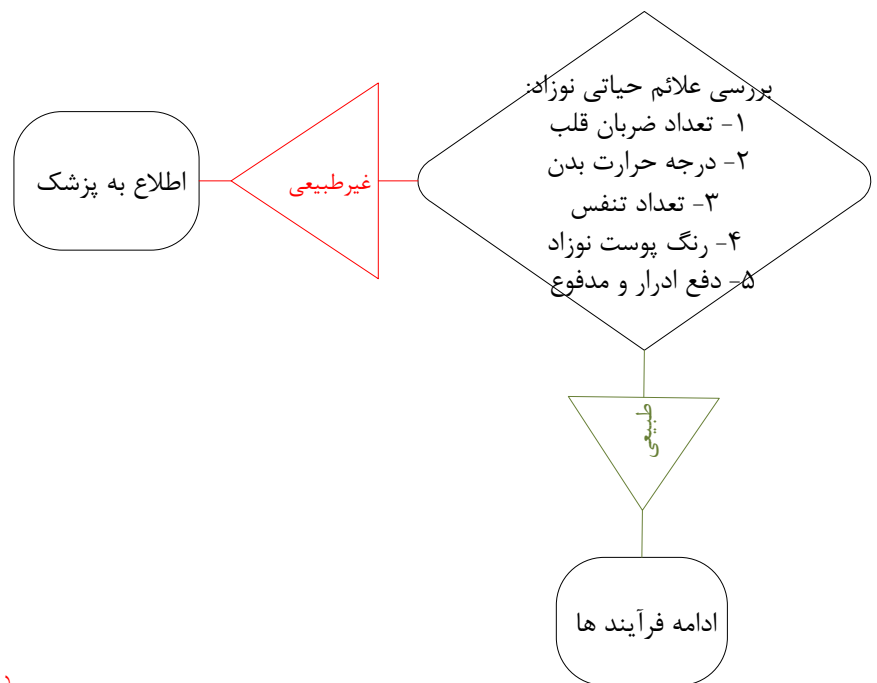 بررسی علائم حیاتی نوزاد:
۱- تعداد ضربان قلب
۲- درجه حرارت بدن
۳- تعداد تنفس
۴- رنگ پوست نوزاد
۵- دفع ادرار و مدفوع
غیرطبیعی
اطلاع به پزشک
طبیعی
ادامه فرآیند ها